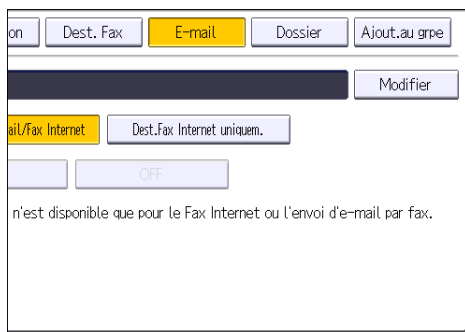 on Dest. Fax E-mail Dossier Ajout.au grpe
Modifier
ail/Fax Internet Dest.Fax Internet uniquem.
OFF
n'est disponible que pour le Fax Internet ou l'envoi d'e-mail par fax.